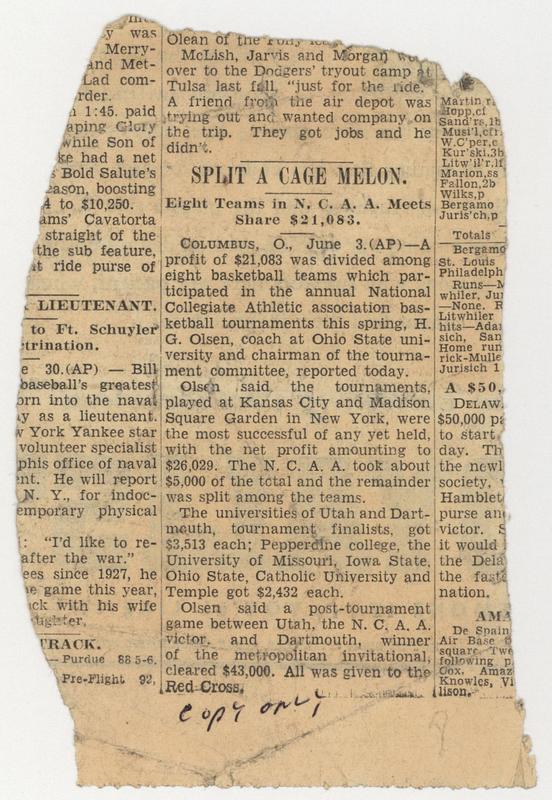 y was
Merry-
and Met-
Lad com-
rder.
1:45. paid
aping Glory
while Son of
ke had a net
s Bold Salute's
eason, boosting
4 to $10,250.
ams' Cavatorta
straight of the
the sub feature,
it ride purse of
LIEUTENANT.
to Ft. Schuyler
trination.
e 30.(AP) — Bill
baseball's greatest
orn into the naval
y as a lieutenant.
w York Yankee star
volunteer specialist
phis office of naval
ent. He will report
N. Y., for indoc-
emporary physical
: "I'd like to re-
after the war."
ees since 1927, he
e game this year,
ck with his wife
ughter.
TRACK.
— Purdue 88 5-6,
Pre-Flight 92,
Olean of the Pony
McLish, Jarvis and Morgan
over to the Dodgers' tryout camp at
Tulsa last fall, "just for the ride.
A friend from the air depot was
trying out and wanted company on
the trip. They got jobs and he
didn't.
SPLIT A CAGE MELON.
Eight Teams in N. C. A. A. Meets
Share $21,083.
COLUMBUS, O., June 3.(AP)—A
profit of $21,083 was divided among
eight basketball teams which par-
ticipated in the annual National
Collegiate Athletic association bas-
ketball tournaments this spring, H.
G. Olsen, coach at Ohio State uni-
versity and chairman of the tourna-
ment committee, reported today.
Olsen said the tournaments,
played at Kansas City and Madison
Square Garden in New York, were
the most successful of any yet held,
with the net profit amounting to
$26,029. The N. C. A. A. took about
$5,000 of the total and the remainder
was split among the teams.
The universities of Utah and Dart-
mouth, tournament finalists, got
$3,513 each; Pepperdine college, the
University of Missouri, Iowa State,
Ohio State, Catholic University and
Temple got $2,432 each.
Olsen said a post-tournament
game between Utah, the N. C. A. A.
victor, and Dartmouth, winner
of the metropolitan invitational,
cleared $43,000. All was given to the
Red Cross.
Martin,r
Hopp,cf
Sand'rs,1b
Musi'l,cf
W.C'per,c
Kur'ski,3b
Litw'il'r,lf
Marion,ss
Fallon,2b
Wilks,p
Bergamo
Juris'ch,p
Totals
Bergamo
St. Louis
Philadelph
Runs—M
whiler, Jur
—None. R
Litwhiler
hits—Adam
sich, San
Home run
rick-Mulle
Jurisich 1
A $50,
DELAW
$50,000 pa
to start
day. Th
the newl
society,
Hamblet
purse an
victor. S
it would
the Dela
the faste
nation.
AMA
De Spain
Air Base
square Twe
following p
Cox, Amaz
Knowles, Vi
lison.
copy only